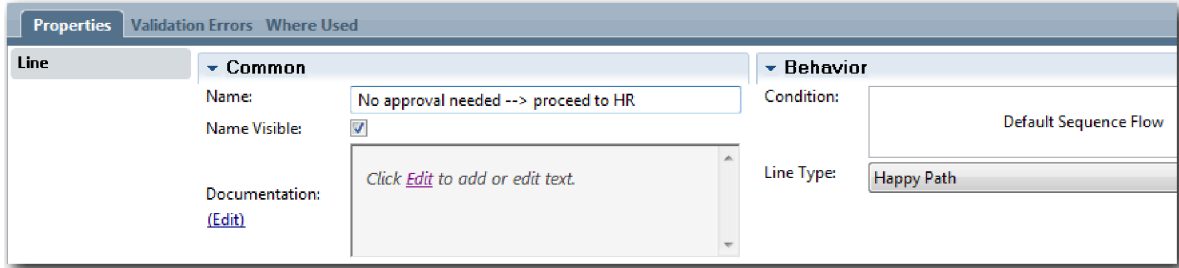 Properties Validation Errors Where Used
Line
Common
Name: No approval needed --> proceed to HR
Name Visible:
Documentation:
(Edit)
Click Edit to add or edit text.
Behavior
Condition: Default Sequence Flow
Line Type: Happy Path